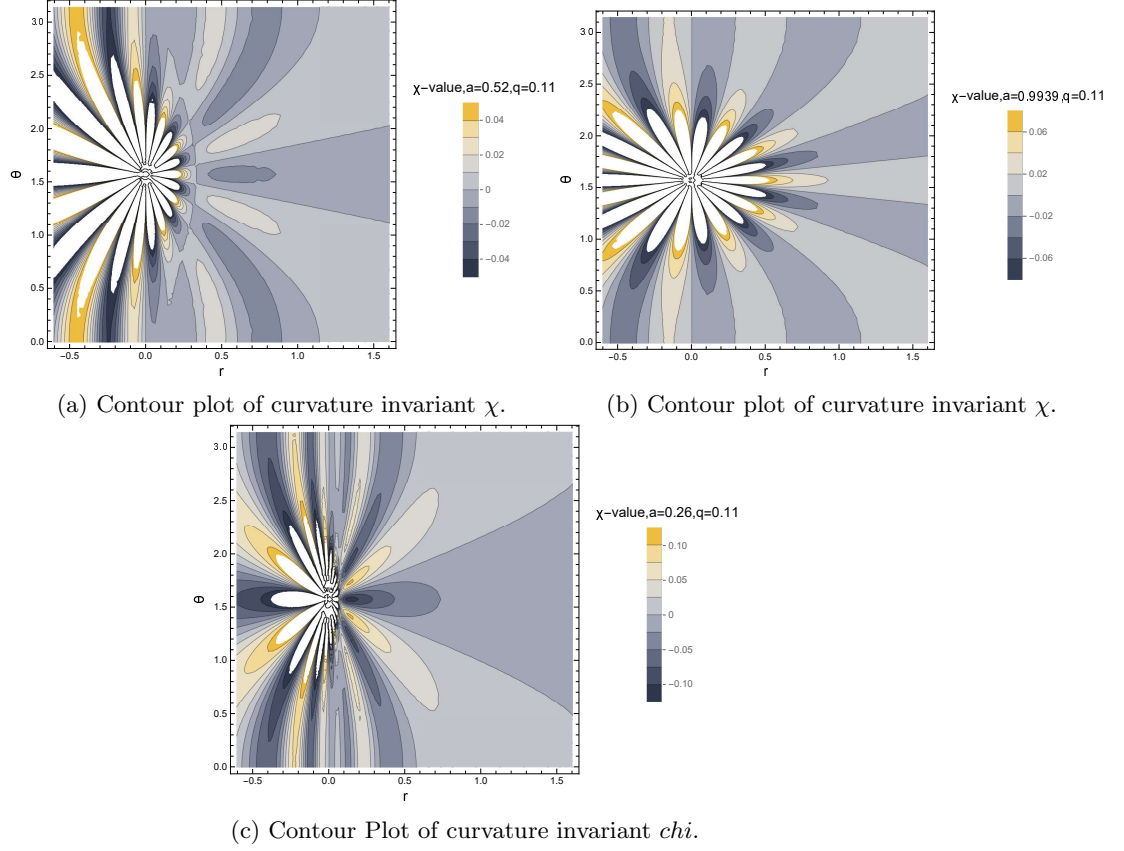 3.0
2.5
2.0
1.5
1.0
0.5
0.0
θ
−0.5 0.0 0.5 1.0 1.5
r
χ−value,a=0.52,q=0.11
0.04
0.02
0
−0.02
−0.04
(a) Contour plot of curvature invariant χ.
3 0
2.5
2.0
1.5
1.0
0.5
0.0
θ
−0.5 0.0 0.5 1.0 1.5
r
χ−value,a=0.9939,q=0.11
0.06
0.02
−0.02
−0.06
(b) Contour plot of curvature invariant χ.
3.0
2.5
2.0
1.5
1.0
0.5
0.0
θ
−0.5 0.0 0.5 1.0 1.5
r
χ−value,a=0.26,q=0.11
0.10
0.05
0
−0.05
−0.10
(c) Contour Plot of curvature invariant chi.